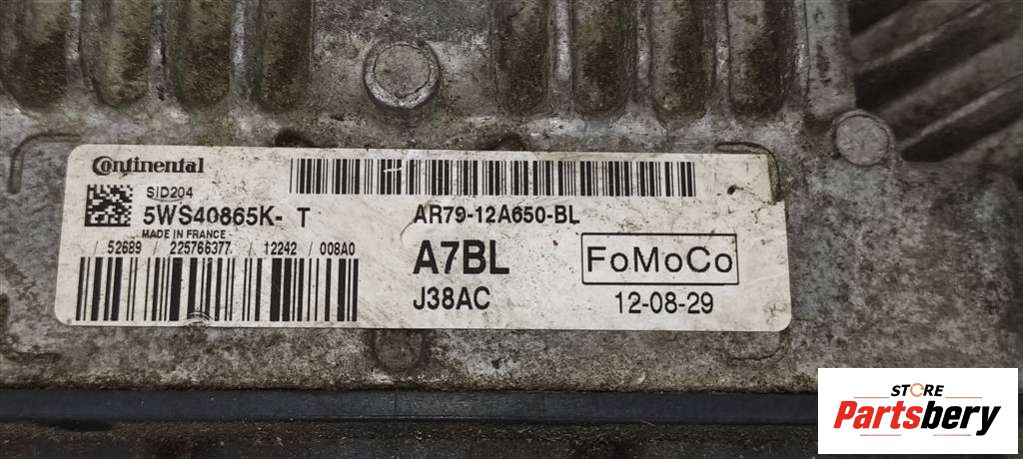 Continental
SID204
5WS40865K- T
MADE IN FRANCE
/ 52689 / 225766377 / 12242 / 008A0
AR79-12A650-BL
A7BL
FoMoCo
J38AC
12-08-29
STORE
Partsbery